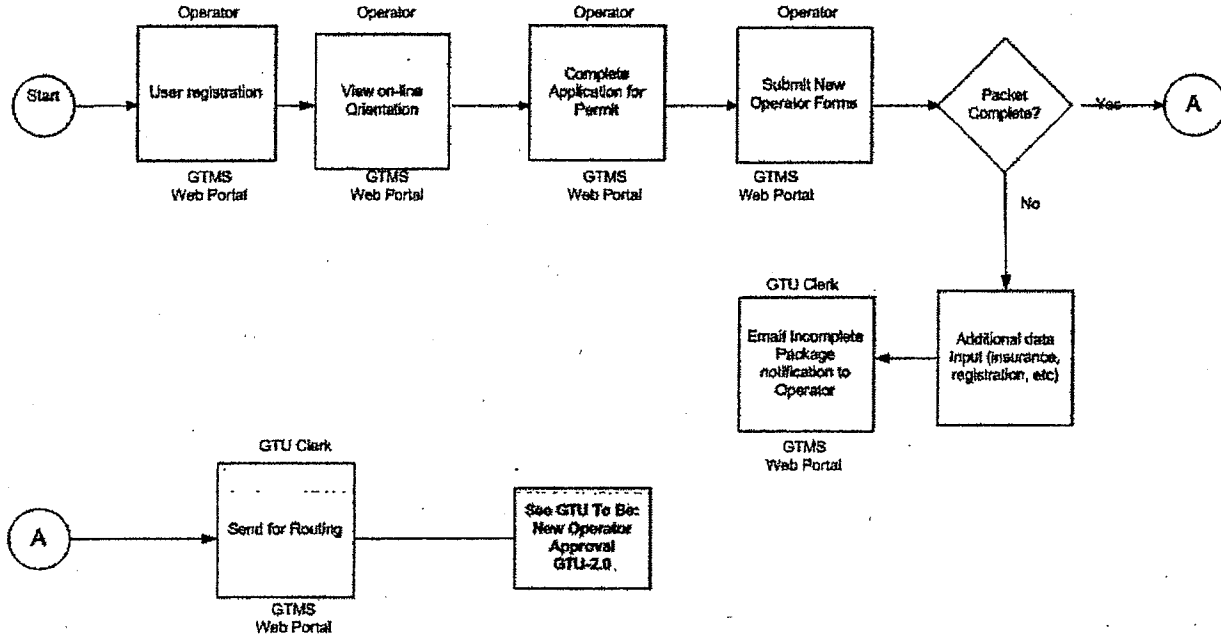 Operator
Operator
Operator
Operator
Start
User registration
View on-line
Orientation
Complete
Application for
Permit
Submit New
Operator Forms
Packet
Complete?
Yes
A
GTMS
Web Portal
GTMS
Web Portal
GTMS
Web Portal
GTMS
Web Portal
No
GTU Clerk
Email Incomplete
Package
notification to
Operator
Additional data
Input (insurance,
registration, etc)
GTMS
Web Portal
GTU Clerk
A
Send for Routing
See GTU To Be:
New Operator
Approval
GTU-2.0
GTMS
Web Portal